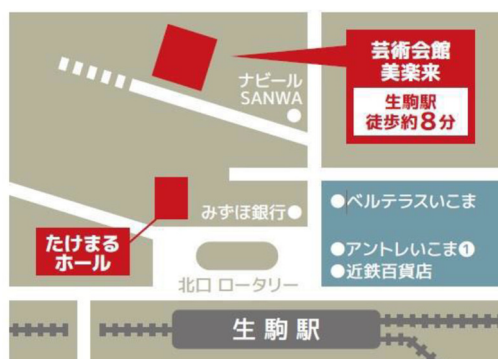 芸術会館
美楽来
生駒駅
徒歩約8分
ナビール
SANWA
みずほ銀行
ベルテラスいこま
たけまる
ホール
アントレいこま❶
近鉄百貨店
北口 ロータリー
生駒駅